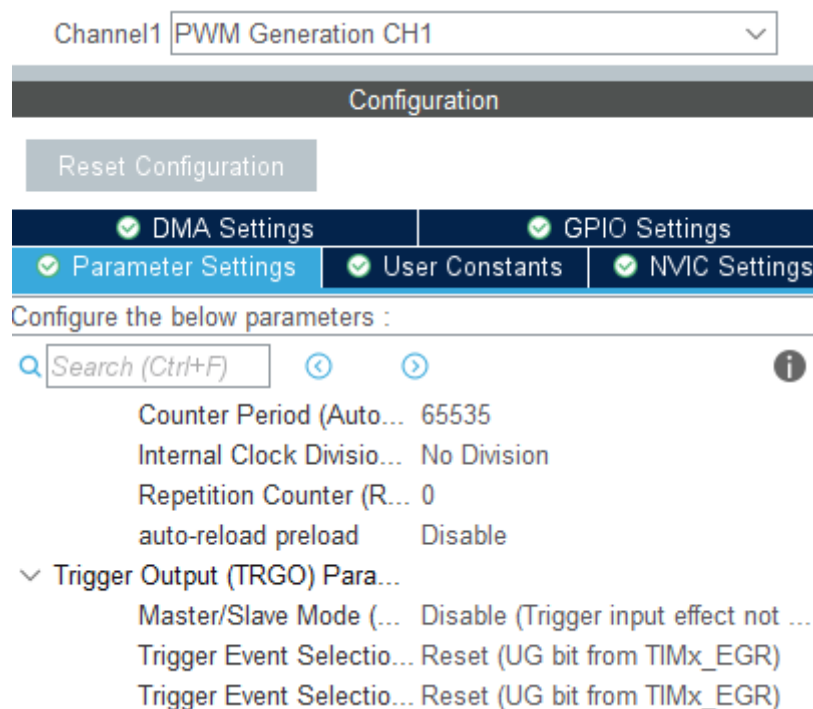 Channel1 PWM Generation CH1
Configuration
Reset Configuration
DMA Settings GPIO Settings
Parameter Settings User Constants NVIC Settings
Configure the below parameters :
Search (Ctrl+F)
Counter Period (Auto... 65535
Internal Clock Divisio... No Division
Repetition Counter (R... 0
auto-reload preload Disable
Trigger Output (TRGO) Para...
Master/Slave Mode (... Disable (Trigger input effect not ...
Trigger Event Selectio... Reset (UG bit from TIMx_EGR)
Trigger Event Selectio... Reset (UG bit from TIMx_EGR)